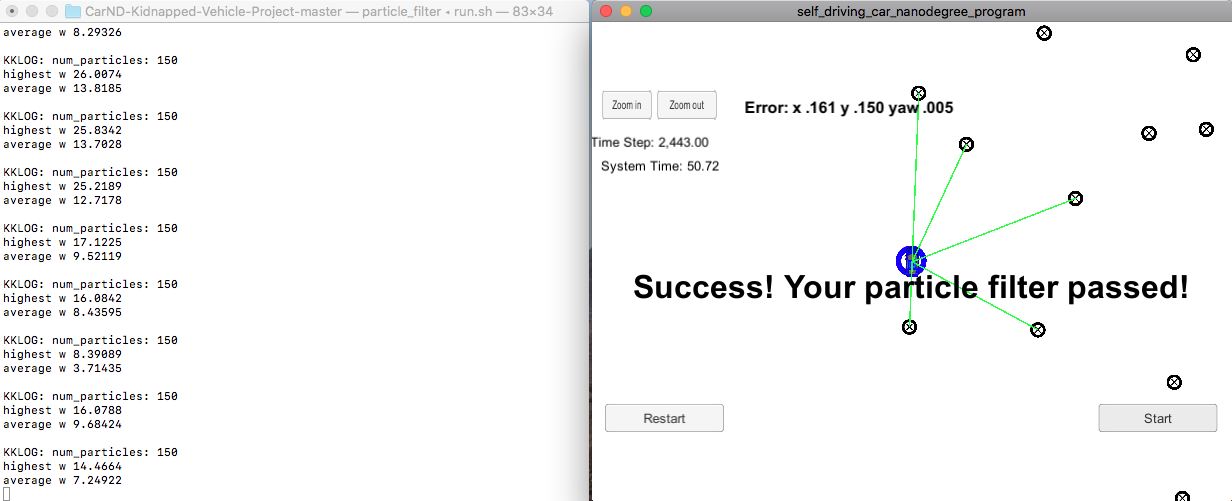 CarND-Kidnapped-Vehicle-Project-master — particle_filter • run.sh — 83×34
average w 8.29326
KKLOG: num_particles: 150
highest w 26.0074
average w 13.8185
KKLOG: num_particles: 150
highest w 25.8342
average w 13.7028
KKLOG: num_particles: 150
highest w 25.2189
average w 12.7178
KKLOG: num_particles: 150
highest w 17.1225
average w 9.52119
KKLOG: num_particles: 150
highest w 16.0842
average w 8.43595
KKLOG: num_particles: 150
highest w 8.39089
average w 3.71435
KKLOG: num_particles: 150
highest w 16.0788
average w 9.68424
KKLOG: num_particles: 150
highest w 14.4664
average w 7.24922
self_driving_car_nanodegree_program
Zoom in
Zoom out
Error: x .161 y .150 yaw .005
Time Step: 2,443.00
System Time: 50.72
Success! Your particle filter passed!
Restart
Start